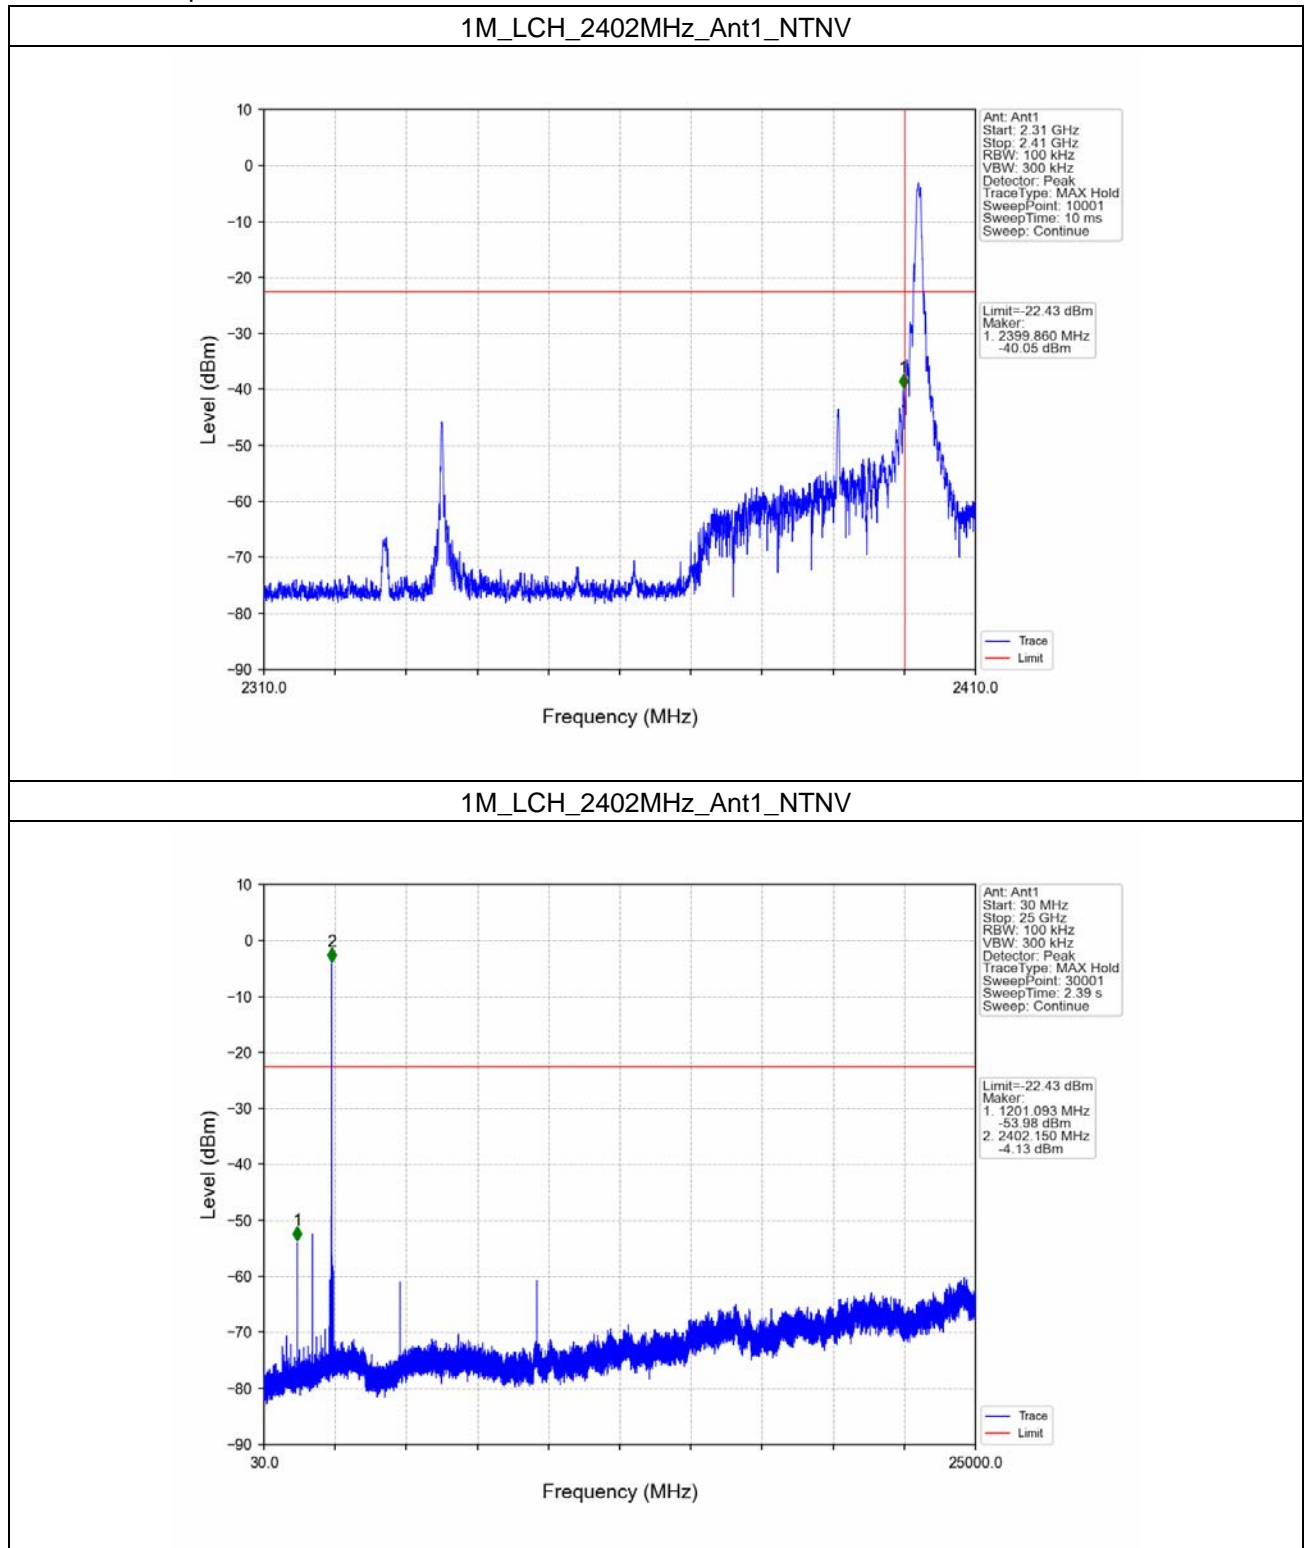 1M_LCH_2402MHz_Ant1_NTNV
10
0
−10
−20
−30
−40
−50
−60
−70
−80
−90
Level (dBm)
2310.0
2410.0
Frequency (MHz)
1
Ant: Ant1
Start: 2.31 GHz
Stop: 2.41 GHz
RBW: 100 kHz
VBW: 300 kHz
Detector: Peak
TraceType: MAX Hold
SweepPoint: 10001
SweepTime: 10 ms
Sweep: Continue
Limit=-22.43 dBm
Maker:
1. 2399.860 MHz
-40.05 dBm
Trace
Limit
1M_LCH_2402MHz_Ant1_NTNV
10
0
−10
−20
−30
−40
−50
−60
−70
−80
−90
Level (dBm)
30.0
25000.0
Frequency (MHz)
1
2
Ant: Ant1
Start: 30 MHz
Stop: 25 GHz
RBW: 100 kHz
VBW: 300 kHz
Detector: Peak
TraceType: MAX Hold
SweepPoint: 30001
SweepTime: 2.39 s
Sweep: Continue
Limit=-22.43 dBm
Maker:
1. 1201.093 MHz
-53.98 dBm
2. 2402.150 MHz
-4.13 dBm
Trace
Limit